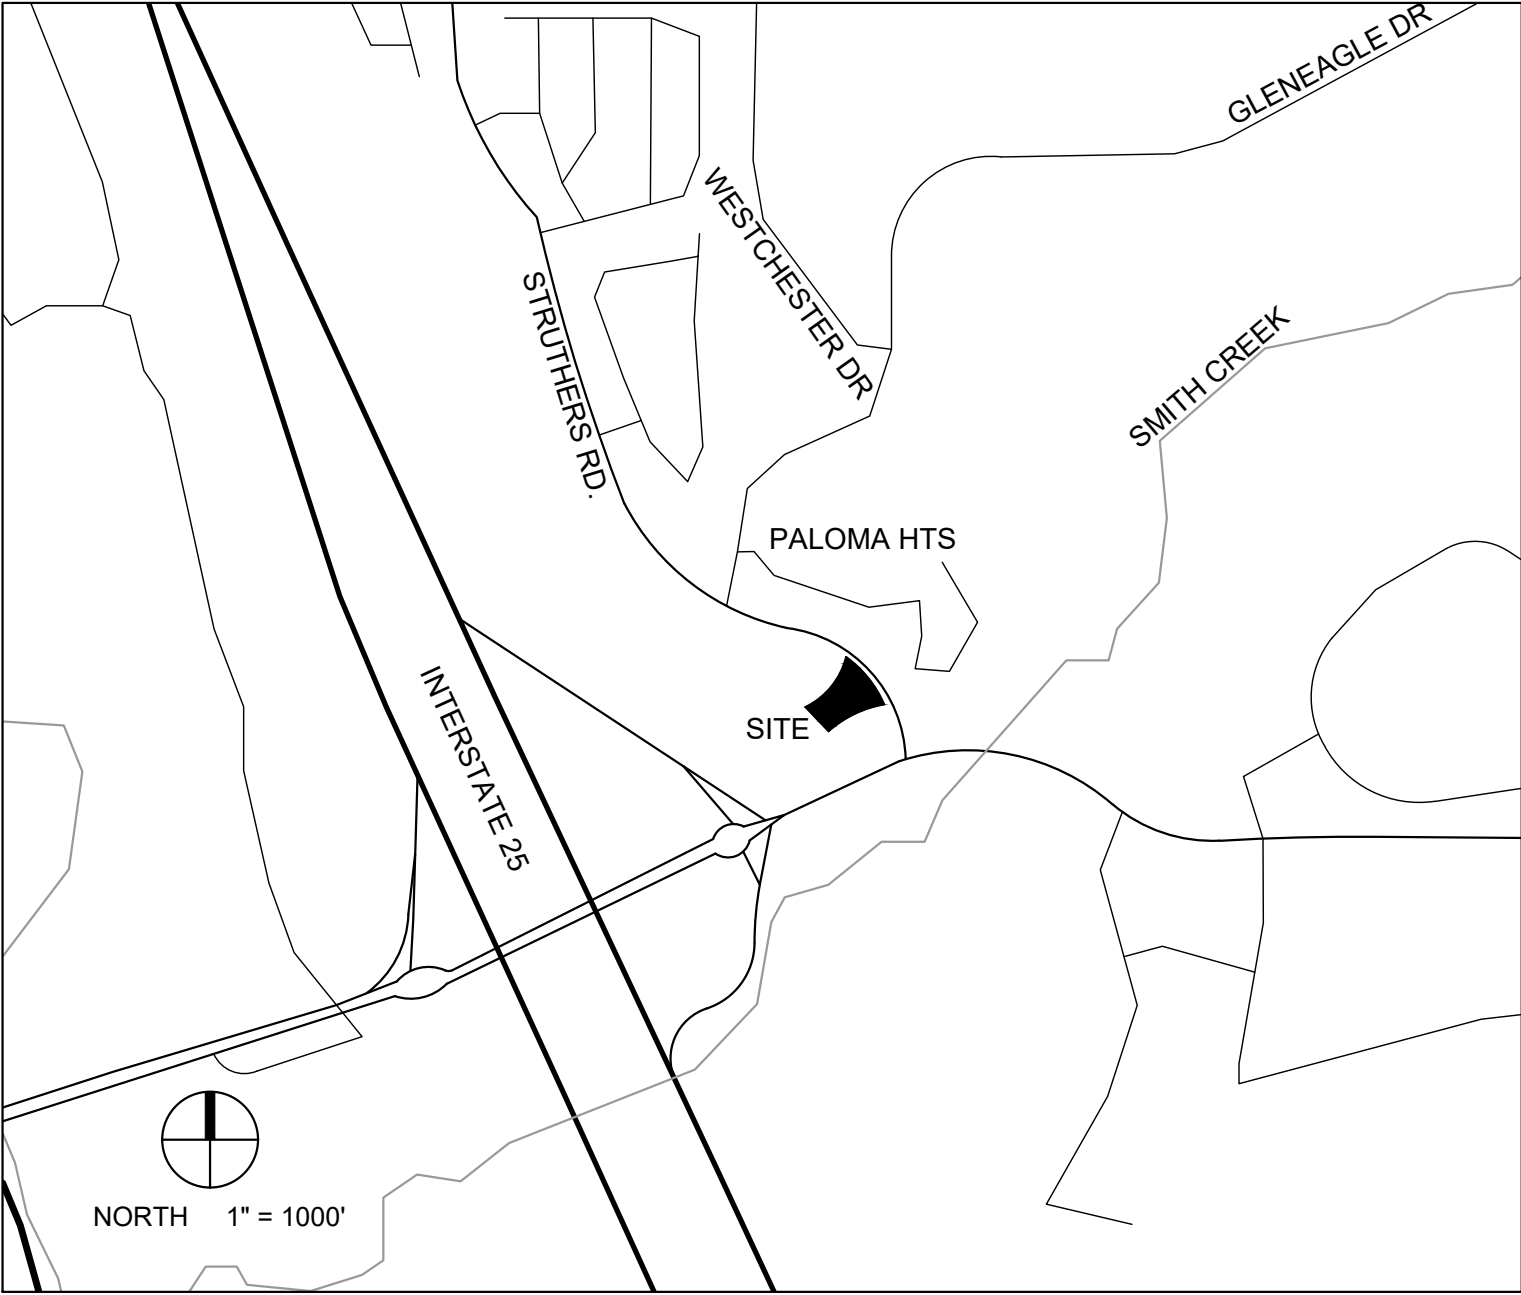 GLENEAGLE DR
WESTCHESTER DR
STRUTHERS RD.
SMITH CREEK
PALOMA HTS
SITE
INTERSTATE 25
NORTH 1" = 1000'